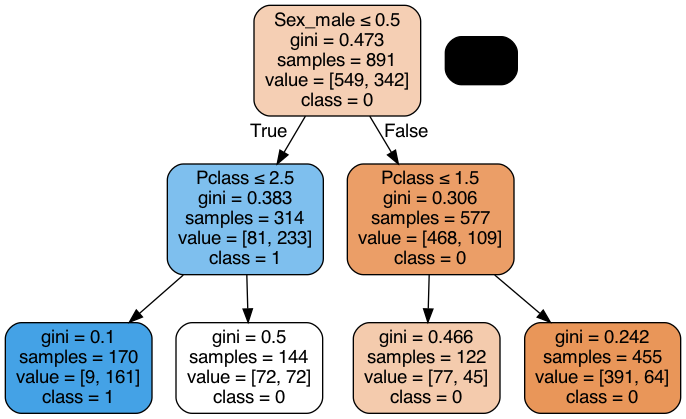 Sex_male ≤ 0.5
gini = 0.473
samples = 891
value = [549, 342]
class = 0
True
False
Pclass ≤ 2.5
gini = 0.383
samples = 314
value = [81, 233]
class = 1
Pclass ≤ 1.5
gini = 0.306
samples = 577
value = [468, 109]
class = 0
gini = 0.1
samples = 170
value = [9, 161]
class = 1
gini = 0.5
samples = 144
value = [72, 72]
class = 0
gini = 0.466
samples = 122
value = [77, 45]
class = 0
gini = 0.242
samples = 455
value = [391, 64]
class = 0